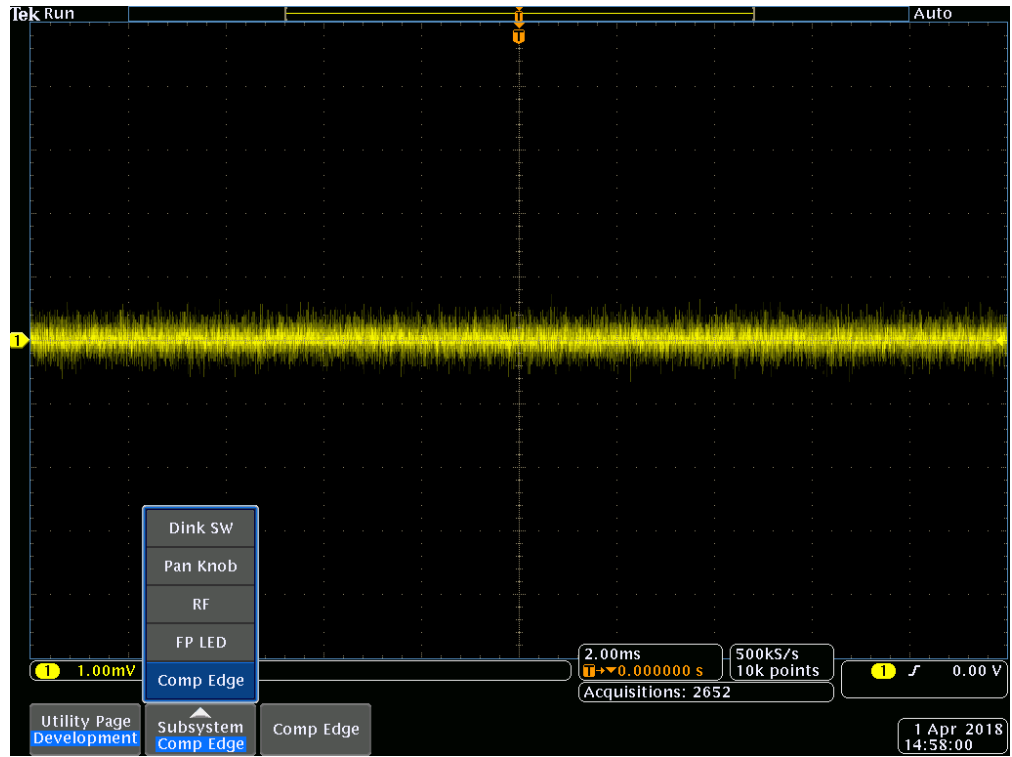 Tek Run
Auto
T
T
1
Dink SW
Pan Knob
RF
FP LED
Comp Edge
1 1.00mV
2.00ms
T→▼0.000000 s
500kS/s
10k points
Acquisitions: 2652
1 0.00 V
Utility Page
Development
Subsystem
Comp Edge
Comp Edge
1 Apr 2018
14:58:00